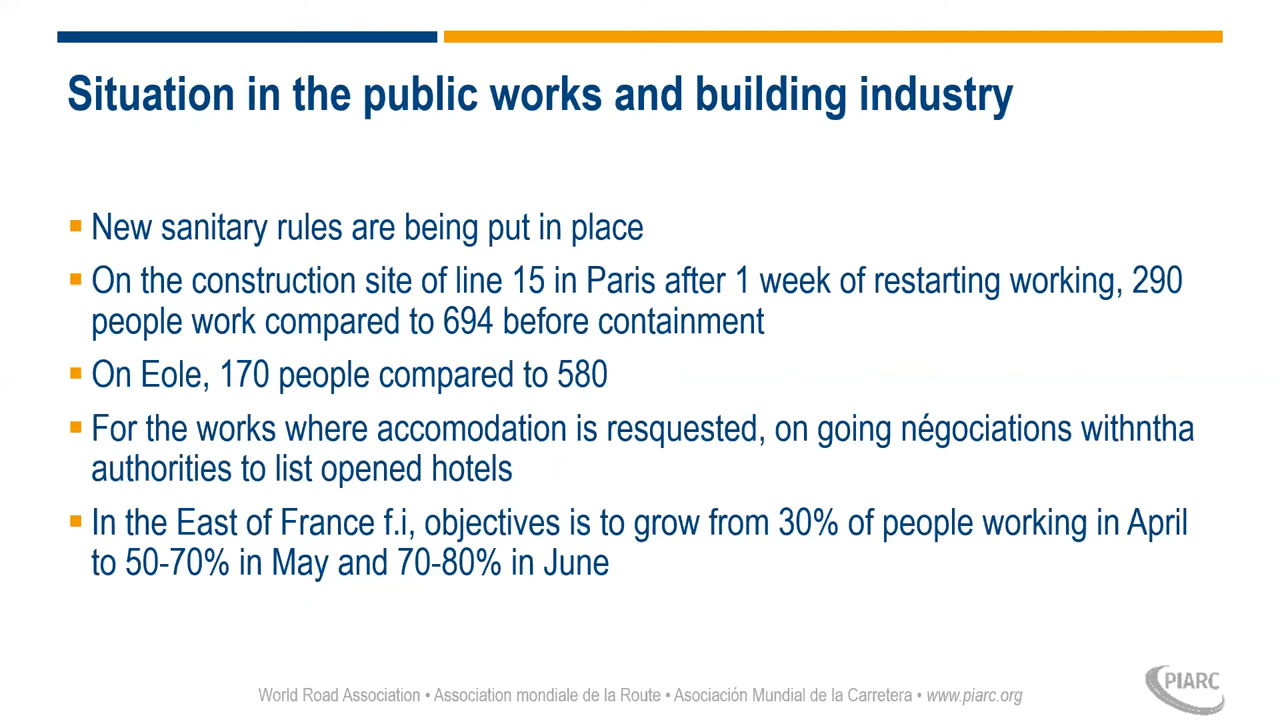 Situation in the public works and building industry
New sanitary rules are being put in place
On the construction site of line 15 in Paris after 1 week of restarting working, 290
people work compared to 694 before containment
On Eole, 170 people compared to 580
For the works where accomodation is resquested, on going négociations withntha
authorities to list opened hotels
In the East of France f.i, objectives is to grow from 30% of people working in April
to 50-70% in May and 70-80% in June
World Road Association • Association mondiale de la Route • Asociación Mundial de la Carretera • www.piarc.org
PIARC